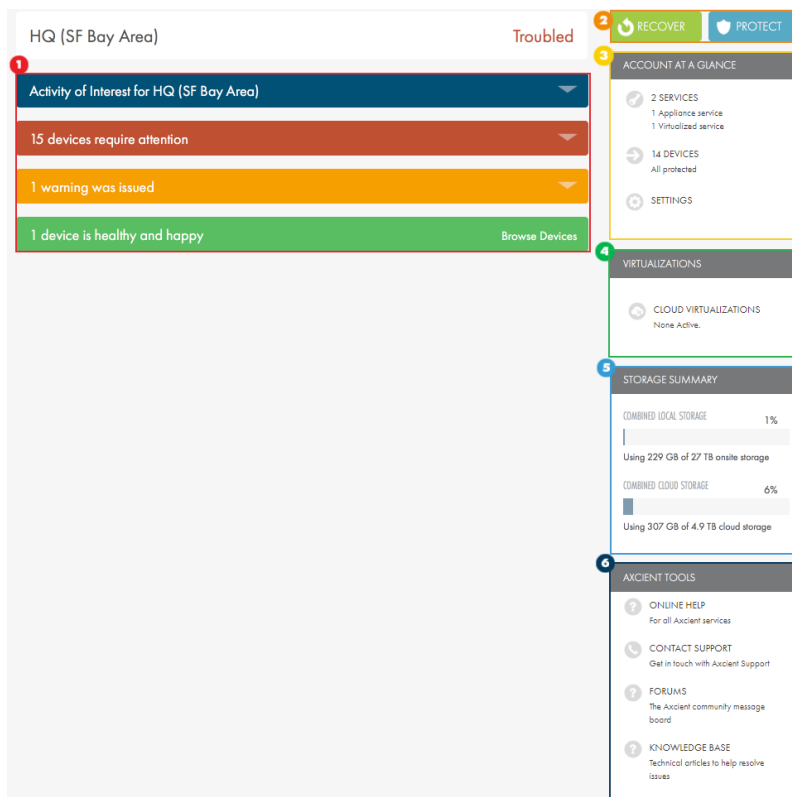 HQ (SF Bay Area)
Troubled
1
Activity of Interest for HQ (SF Bay Area)
15 devices require attention
1 warning was issued
1 device is healthy and happy
Browse Devices
2
RECOVER
PROTECT
3
ACCOUNT AT A GLANCE
2 SERVICES
1 Appliance service
1 Virtualized service
14 DEVICES
All protected
SETTINGS
4
VIRTUALIZATIONS
CLOUD VIRTUALIZATIONS
None Active.
5
STORAGE SUMMARY
COMBINED LOCAL STORAGE
1%
Using 229 GB of 27 TB onsite storage
COMBINED CLOUD STORAGE
6%
Using 307 GB of 4.9 TB cloud storage
6
AXCIENT TOOLS
?
ONLINE HELP
For all Axcient services
CONTACT SUPPORT
Get in touch with Axcient Support
?
FORUMS
The Axcient community message
board
?
KNOWLEDGE BASE
Technical articles to help resolve
issues